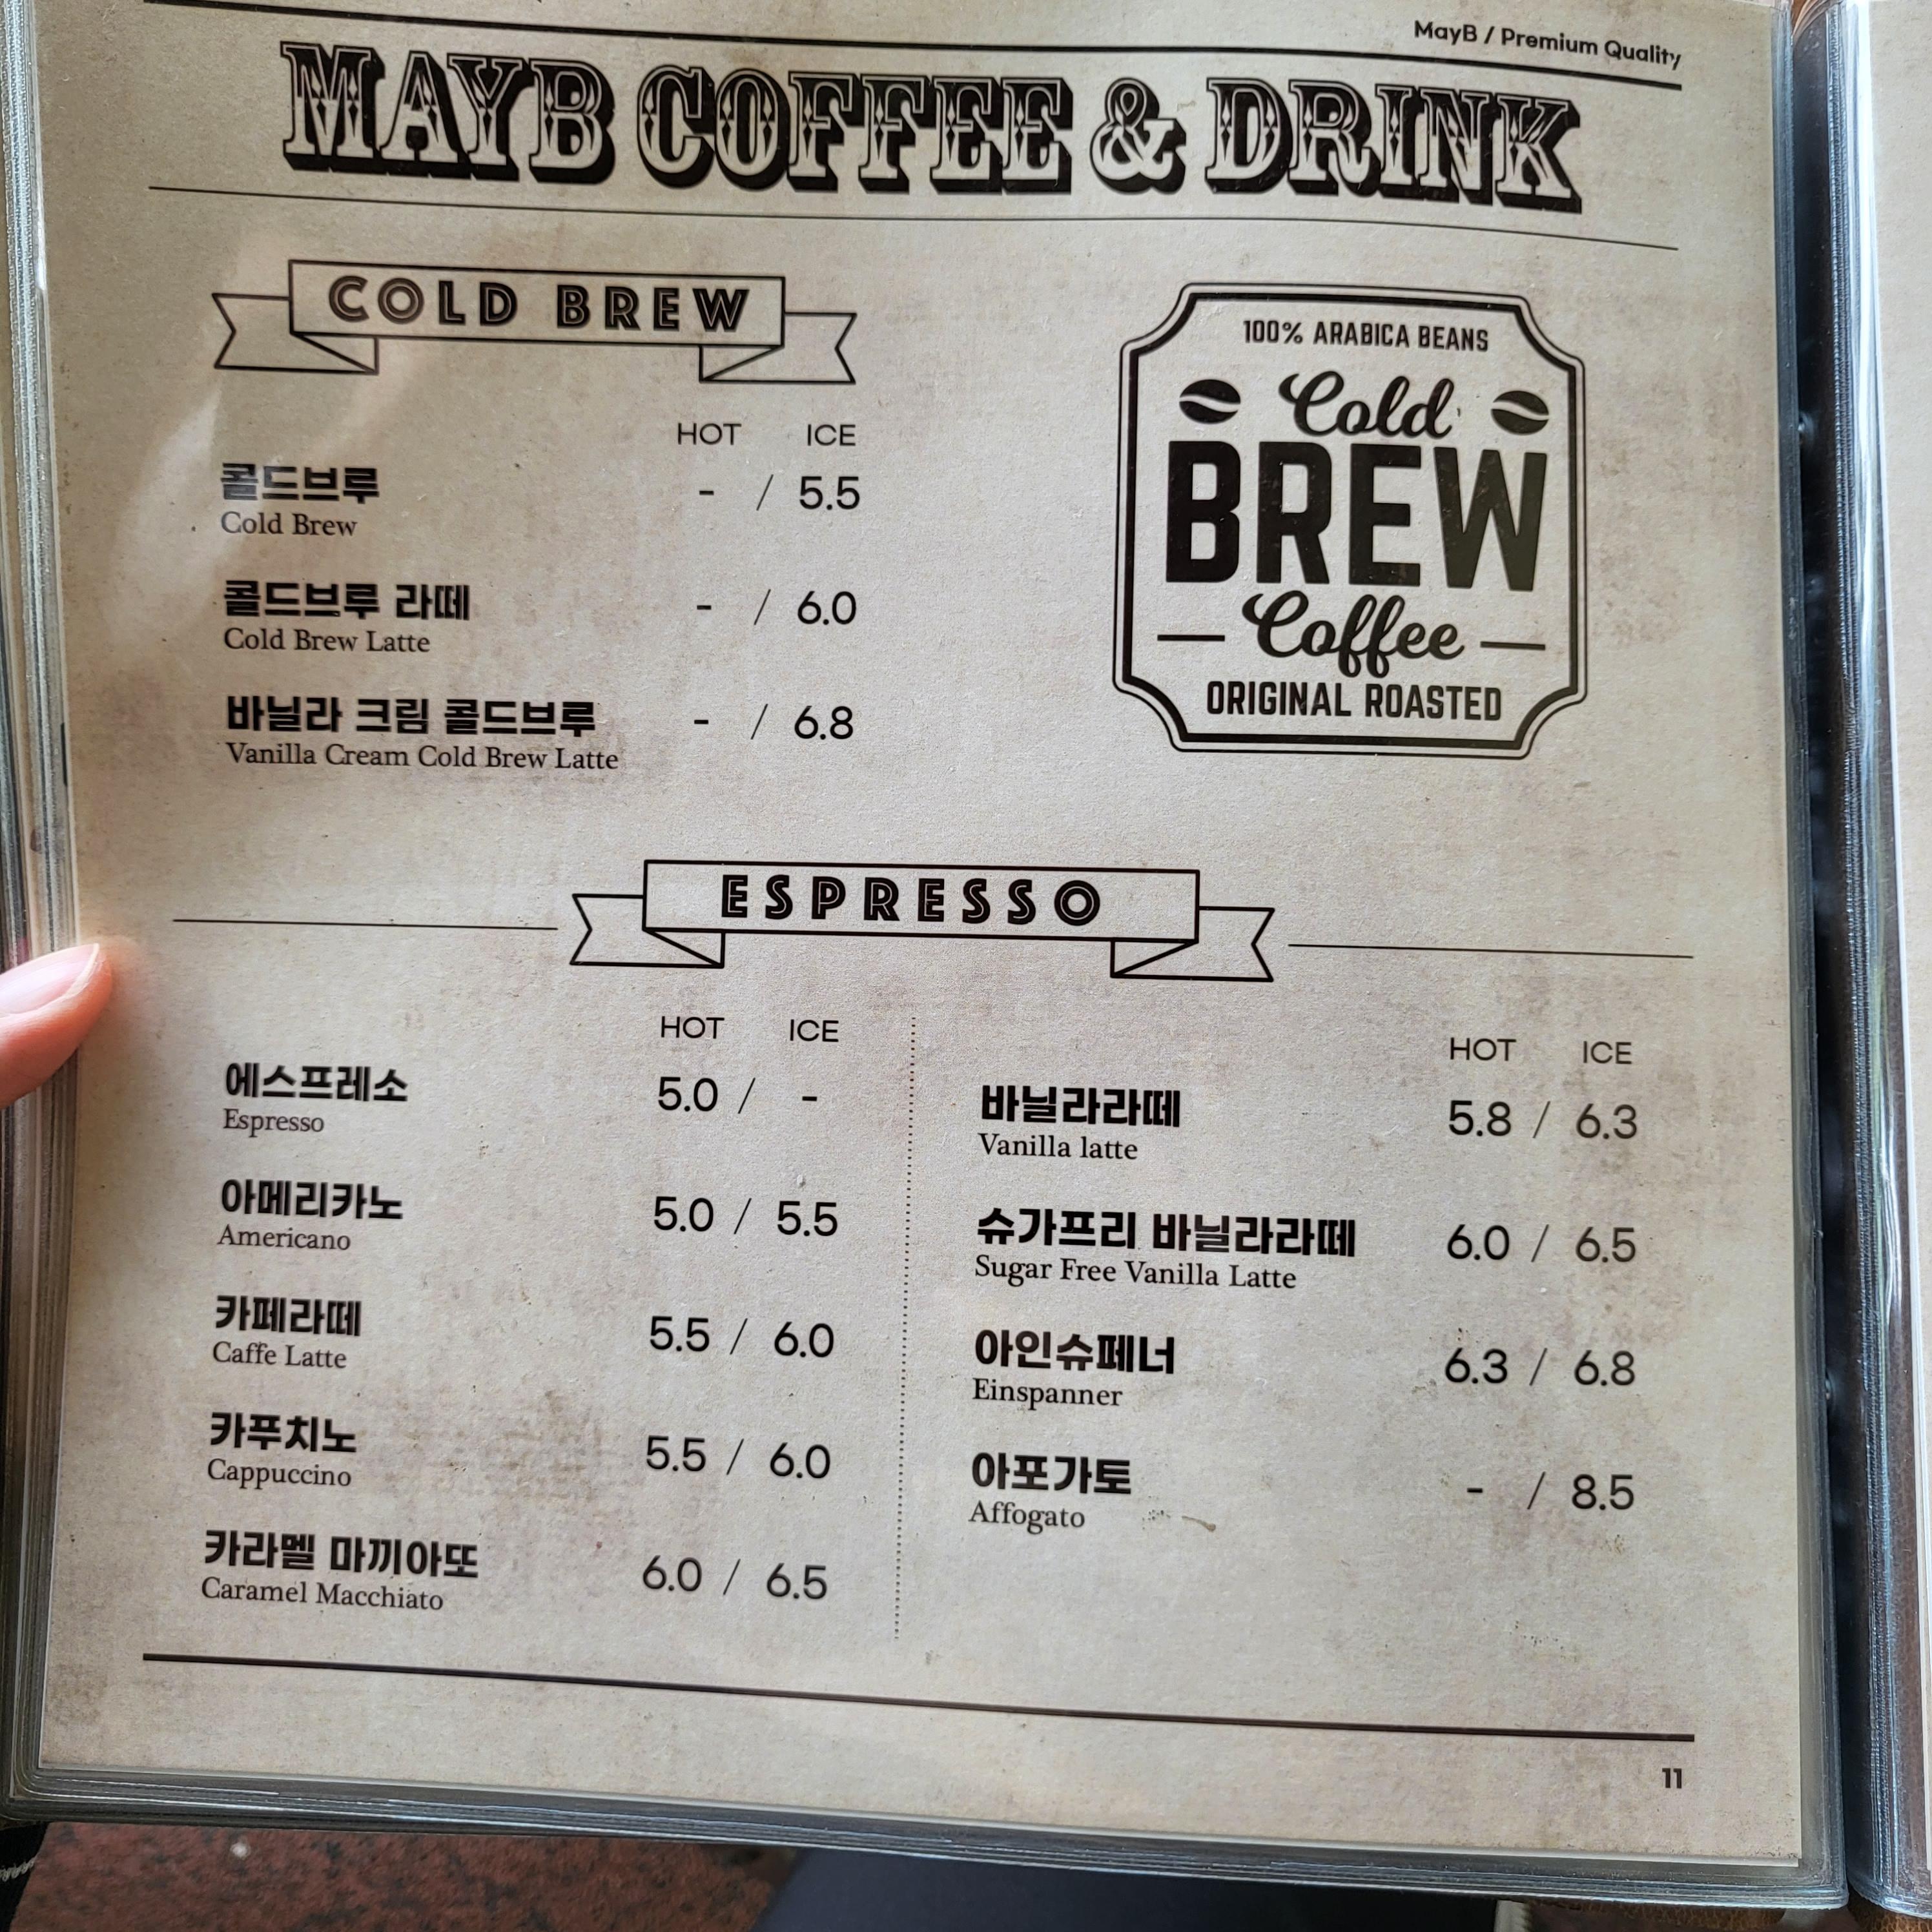 MayB / Premium Quality
MAYB COFFEE & DRINK
COLD BREW
HOT ICE
콜드브루 - / 5.5
Cold Brew
콜드브루 라떼 - / 6.0
Cold Brew Latte
바닐라 크림 콜드브루 - / 6.8
Vanilla Cream Cold Brew Latte
100% ARABICA BEANS
Cold
BREW
Coffee
ORIGINAL ROASTED
ESPRESSO
HOT ICE
에스프레소 5.0 / -
Espresso
아메리카노 5.0 / 5.5
Americano
카페라떼 5.5 / 6.0
Caffe Latte
카푸치노 5.5 / 6.0
Cappuccino
카라멜 마끼아또 6.0 / 6.5
Caramel Macchiato
HOT ICE
바닐라라떼 5.8 / 6.3
Vanilla latte
슈가프리 바닐라라떼 6.0 / 6.5
Sugar Free Vanilla Latte
아인슈페너 6.3 / 6.8
Einspanner
아포가토 - / 8.5
Affogato
11